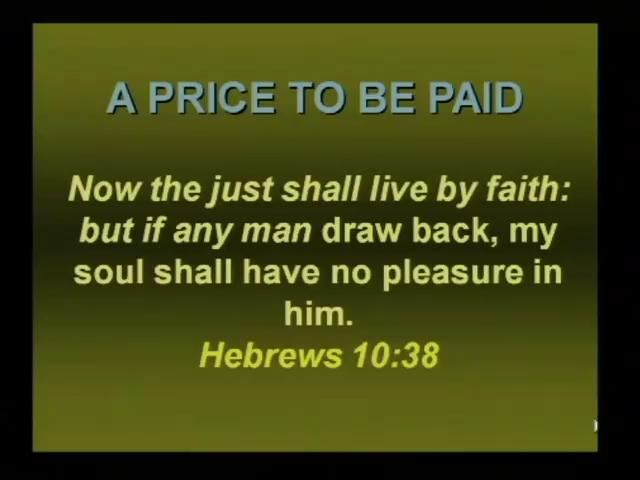 A PRICE TO BE PAID
Now the just shall live by faith:
but if any man draw back, my
soul shall have no pleasure in
him.
Hebrews 10:38